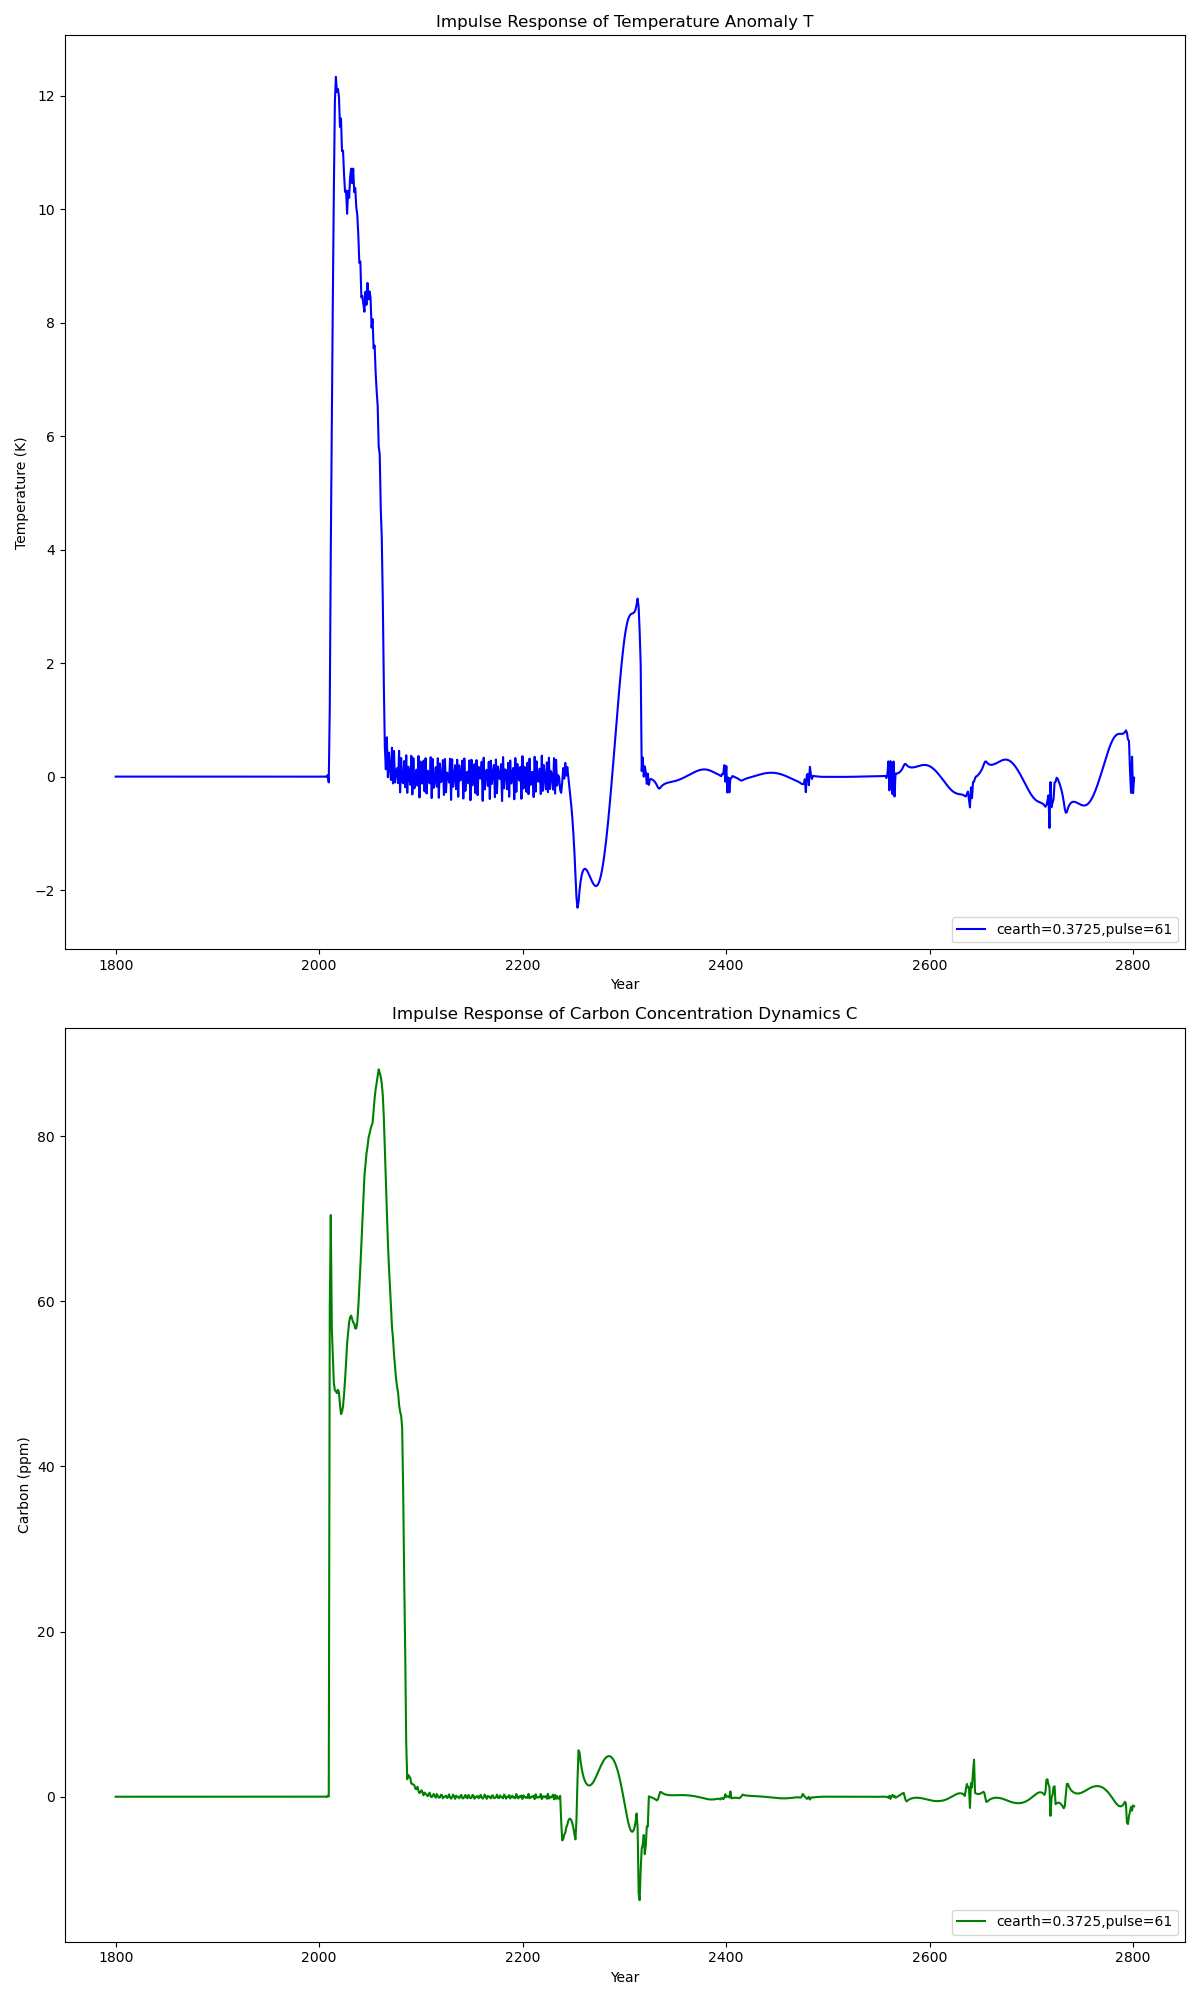 Impulse Response of Temperature Anomaly T
12
10
8
6
4
2
0
−2
Temperature (K)
cearth=0.3725,pulse=61
1800 2000 2200 2400 2600 2800
Year
Impulse Response of Carbon Concentration Dynamics C
80
60
40
20
0
Carbon (ppm)
cearth=0.3725,pulse=61
1800 2000 2200 2400 2600 2800
Year